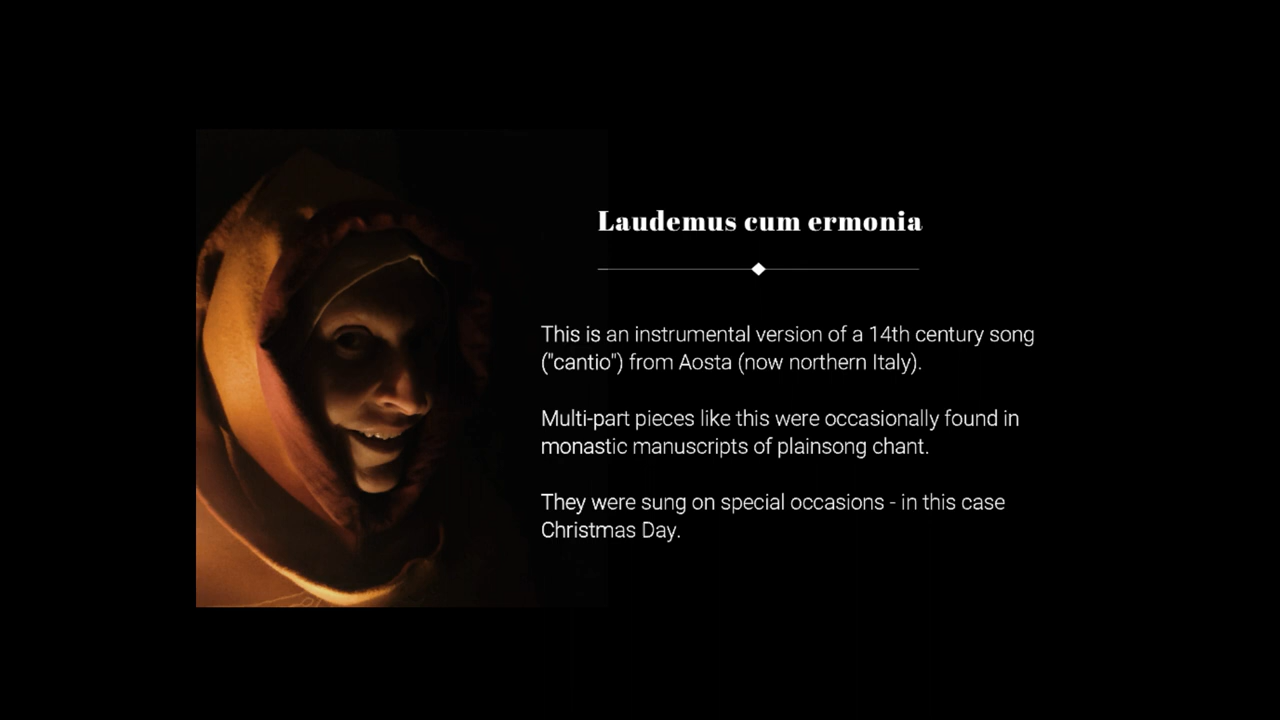 Laudemus cum ermonia
This is an instrumental version of a 14th century song
("cantio") from Aosta (now northern Italy).
Multi-part pieces like this were occasionally found in
monastic manuscripts of plainsong chant.
They were sung on special occasions - in this case
Christmas Day.